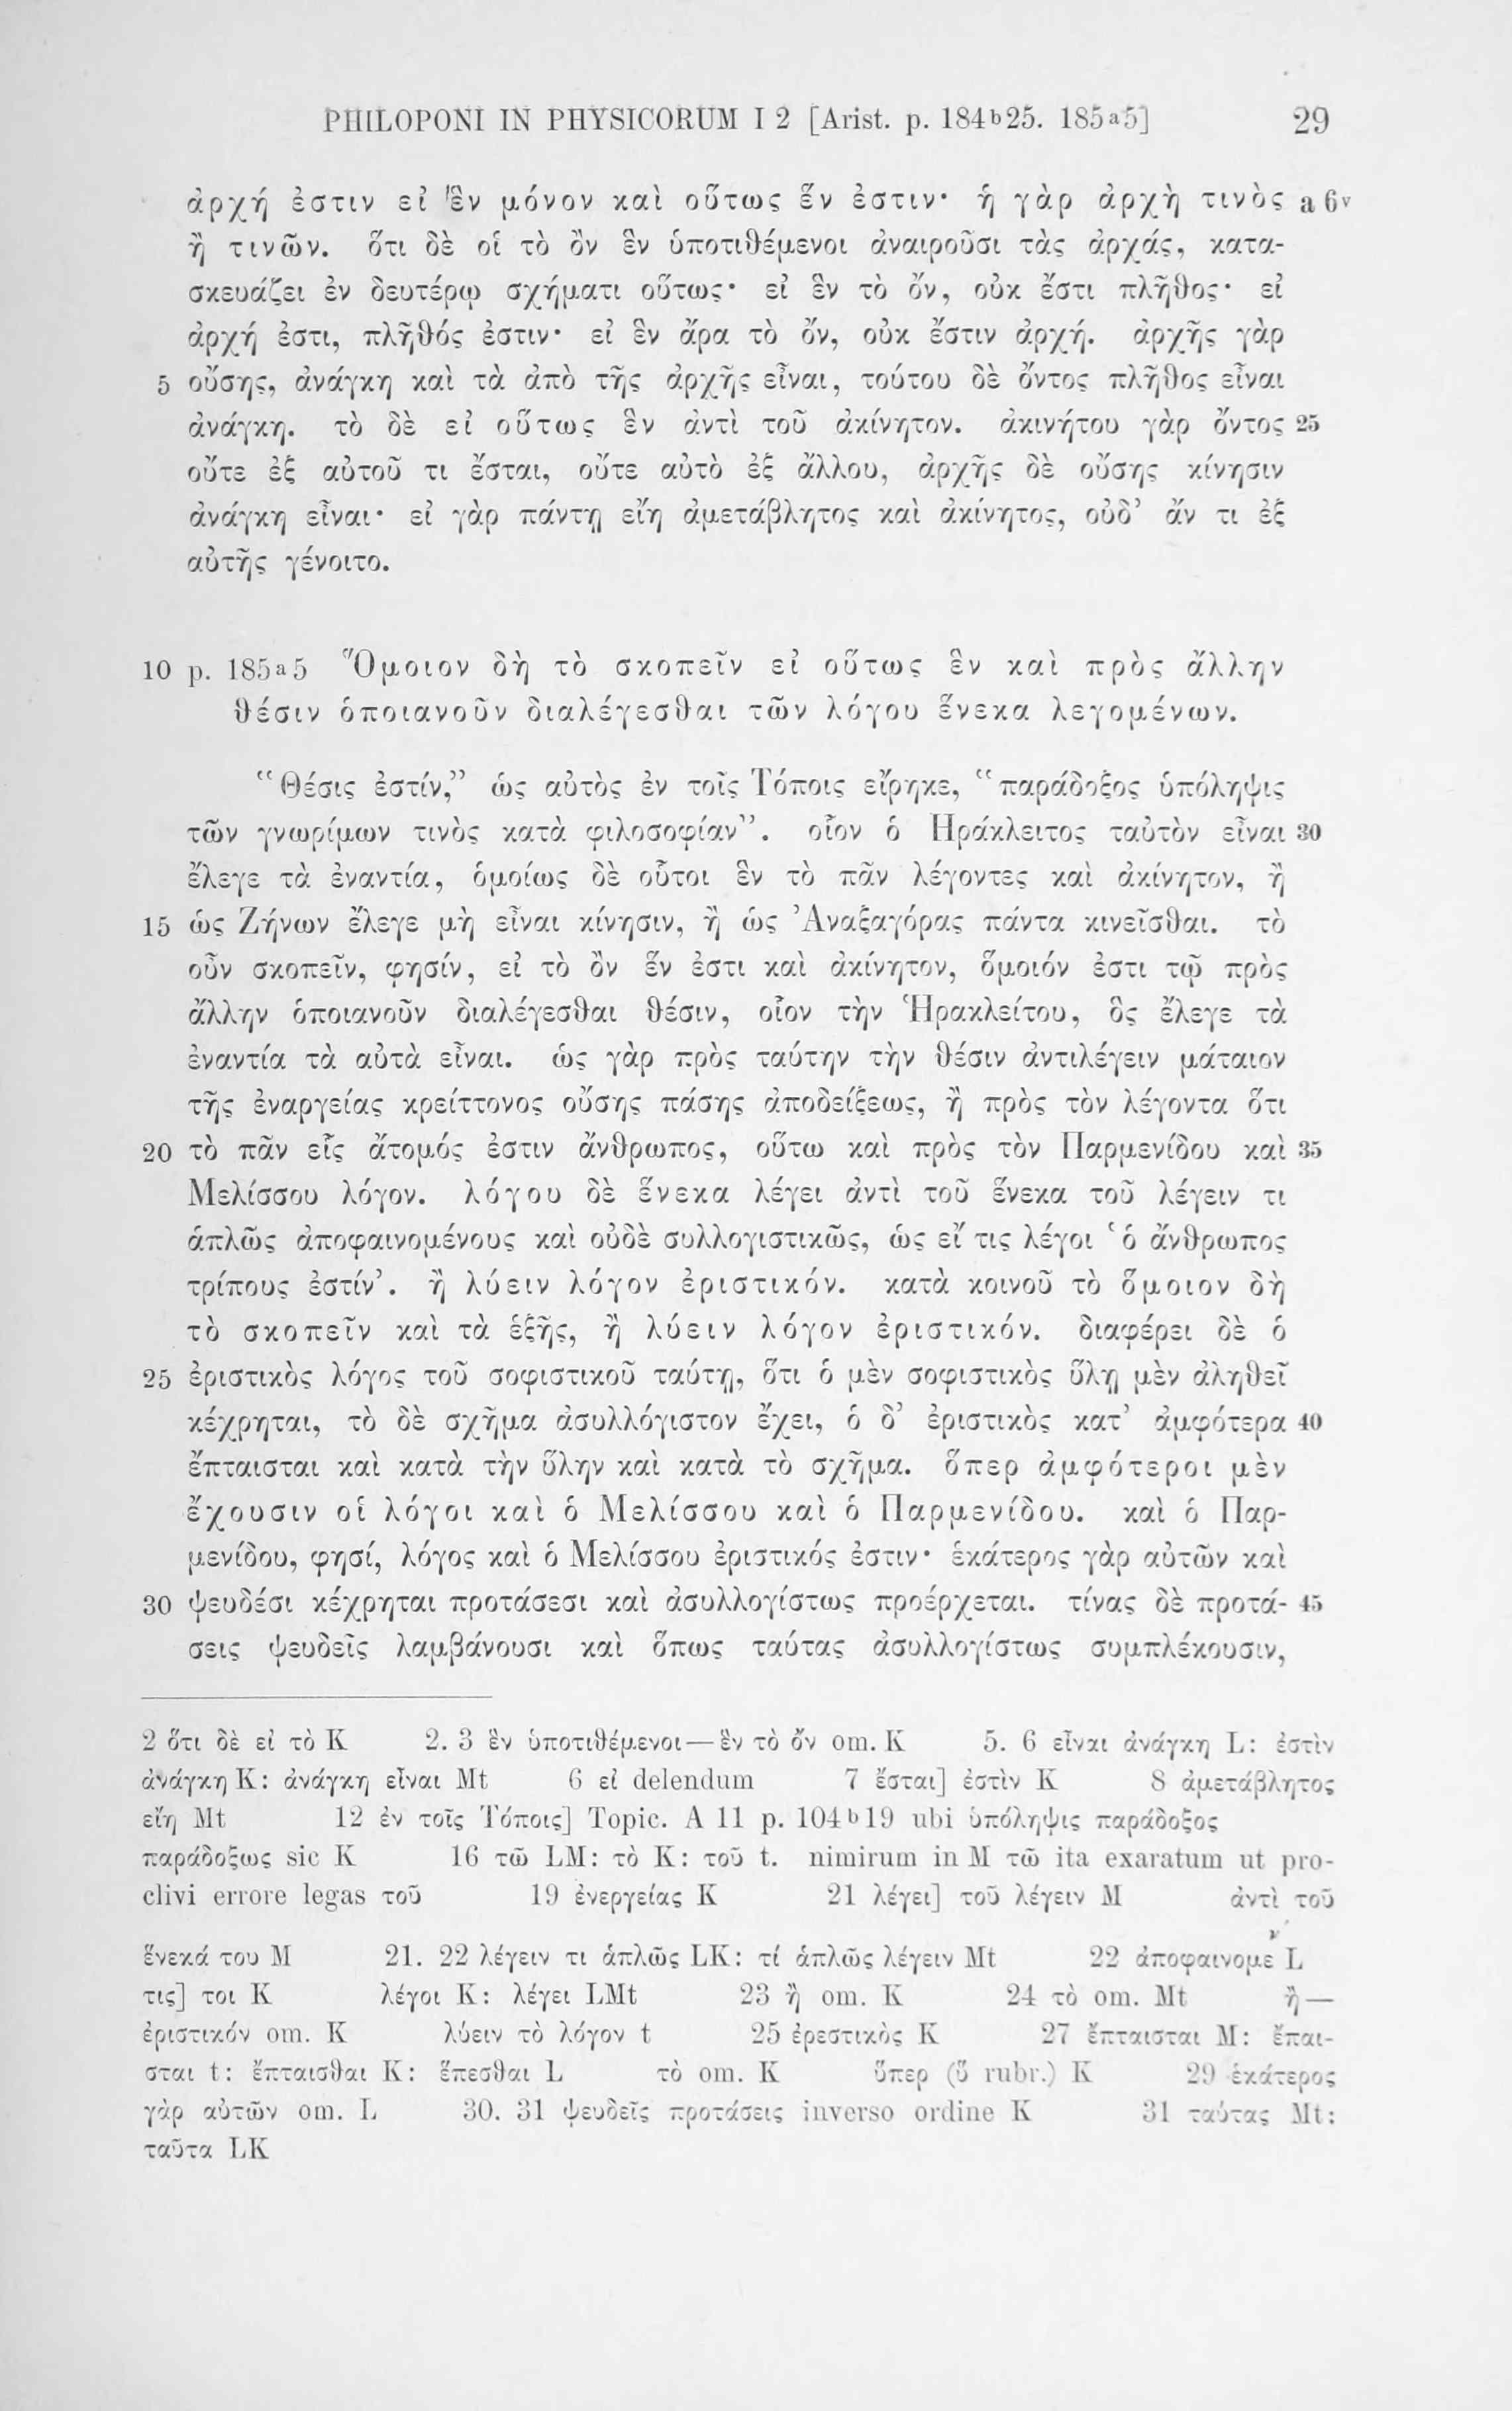 PHILOPONI IN PHYSICORUM I 2 [Arist. p. 184b25. 185a5] 29
ἀρχή ἐστιν εἰ ἓν μόνον καὶ οὕτως ἕν ἐστιν· ἡ γὰρ ἀρχὴ τινὸς a 6v
ἢ τινῶν. ὅτι δὲ οἱ τὸ ὂν ἓν ὑποτιθέμενοι ἀναιροῦσι τὰς ἀρχάς, κατα-
σκευάζει ἐν δευτέρῳ σχήματι οὕτως· εἰ ἓν τὸ ὄν, οὐκ ἔστι πλῆθος· εἰ
ἀρχή ἐστι, πλῆθός ἐστιν· εἰ ἓν ἄρα τὸ ὄν, οὐκ ἔστιν ἀρχή. ἀρχῆς γὰρ
5 οὔσης, ἀνάγκη καὶ τὰ ἀπὸ τῆς ἀρχῆς εἶναι, τούτου δὲ ὄντος πλῆθος εἶναι
ἀνάγκη. τὸ δὲ εἰ οὕτως ἓν ἀντὶ τοῦ ἀκίνητον. ἀκινήτου γὰρ ὄντος 25
οὔτε ἐξ αὐτοῦ τι ἔσται, οὔτε αὐτὸ ἐξ ἄλλου, ἀρχῆς δὲ οὔσης κίνησιν
ἀνάγκη εἶναι· εἰ γὰρ πάντῃ εἴη ἀμετάβλητος καὶ ἀκίνητος, οὐδ’ ἄν τι ἐξ
αὐτῆς γένοιτο.
10 p. 185a5 Ὅμοιον δὴ τὸ σκοπεῖν εἰ οὕτως ἓν καὶ πρὸς ἄλλην
θέσιν ὁποιανοῦν διαλέγεσθαι τῶν λόγου ἕνεκα λεγομένων.
“Θέσις ἐστίν,” ὡς αὐτὸς ἐν τοῖς Τόποις εἴρηκε, “παράδοξος ὑπόληψις
τῶν γνωρίμων τινὸς κατὰ φιλοσοφίαν”. οἷον ὁ Ἡράκλειτος ταὐτὸν εἶναι 30
ἔλεγε τὰ ἐναντία, ὁμοίως δὲ οὗτοι ἓν τὸ πᾶν λέγοντες καὶ ἀκίνητον, ἢ
15 ὡς Ζήνων ἔλεγε μὴ εἶναι κίνησιν, ἢ ὡς Ἀναξαγόρας πάντα κινεῖσθαι. τὸ
οὖν σκοπεῖν, φησίν, εἰ τὸ ὂν ἕν ἐστι καὶ ἀκίνητον, ὅμοιόν ἐστι τῷ πρὸς
ἄλλην ὁποιανοῦν διαλέγεσθαι θέσιν, οἷον τὴν Ἡρακλείτου, ὃς ἔλεγε τὰ
ἐναντία τὰ αὐτὰ εἶναι. ὡς γὰρ πρὸς ταύτην τὴν θέσιν ἀντιλέγειν μάταιον
τῆς ἐναργείας κρείττονος οὔσης πάσης ἀποδείξεως, ἢ πρὸς τὸν λέγοντα ὅτι
20 τὸ πᾶν εἷς ἄτομός ἐστιν ἄνθρωπος, οὕτω καὶ πρὸς τὸν Παρμενίδου καὶ 35
Μελίσσου λόγον. λόγου δὲ ἕνεκα λέγει ἀντὶ τοῦ ἕνεκα τοῦ λέγειν τι
ἁπλῶς ἀποφαινομένους καὶ οὐδὲ συλλογιστικῶς, ὡς εἴ τις λέγοι ‘ὁ ἄνθρωπος
τρίπους ἐστίν’. ἢ λύειν λόγον ἐριστικόν. κατὰ κοινοῦ τὸ ὅμοιον δὴ
τὸ σκοπεῖν καὶ τὰ ἑξῆς, ἢ λύειν λόγον ἐριστικόν. διαφέρει δὲ ὁ
25 ἐριστικὸς λόγος τοῦ σοφιστικοῦ ταύτῃ, ὅτι ὁ μὲν σοφιστικὸς ὕλῃ μὲν ἀληθεῖ
κέχρηται, τὸ δὲ σχῆμα ἀσυλλόγιστον ἔχει, ὁ δ’ ἐριστικὸς κατ’ ἀμφότερα 40
ἔπταισται καὶ κατὰ τὴν ὕλην καὶ κατὰ τὸ σχῆμα. ὅπερ ἀμφότεροι μὲν
ἔχουσιν οἱ λόγοι καὶ ὁ Μελίσσου καὶ ὁ Παρμενίδου. καὶ ὁ Παρ-
μενίδου, φησί, λόγος καὶ ὁ Μελίσσου ἐριστικός ἐστιν· ἑκάτερος γὰρ αὐτῶν καὶ
30 ψευδέσι κέχρηται προτάσεσι καὶ ἀσυλλογίστως προέρχεται. τίνας δὲ προτά- 45
σεις ψευδεῖς λαμβάνουσι καὶ ὅπως ταύτας ἀσυλλογίστως συμπλέκουσιν,
2 ὅτι δὲ εἰ τὸ K 2. 3 ἓν ὑποτιθέμενοι—ἓν τὸ ὄν om. K 5. 6 εἶναι ἀνάγκη L: ἐστὶν
ἀνάγκη K: ἀνάγκη εἶναι Mt 6 εἰ delendum 7 ἔσται] ἐστὶν K 8 ἀμετάβλητος
εἴη Mt 12 ἐν τοῖς Τόποις] Topic. A 11 p. 104b19 ubi ὑπόληψις παράδοξος
παράδοξως sic K 16 τῶ LM: τὸ K: τοῦ t. nimirum in M τῶ ita exaratum ut pro-
clivi errore legas τοῦ 19 ἐνεργείας K 21 λέγει] τοῦ λέγειν M ἀντὶ τοῦ
ἕνεκά του M 21. 22 λέγειν τι ἁπλῶς LK: τί ἁπλῶς λέγειν Mt 22 ἀποφαινομε L
τις] τοι K λέγοι K: λέγει LMt 23 ἢ om. K 24 τὸ om. Mt ἢ—
ἐριστικόν om. K λύειν τὸ λόγον t 25 ἐρεστικὸς K 27 ἔπταισται M: ἔπαι-
σται t: ἔπταισθαι K: ἕπεσθαι L τὸ om. K ὕπερ (ὕ rubr.) K 29 ἑκάτερος
γὰρ αὐτῶν om. L 30. 31 ψευδεῖς προτάσεις inverso ordine K 31 ταύτας Mt:
ταῦτα LK